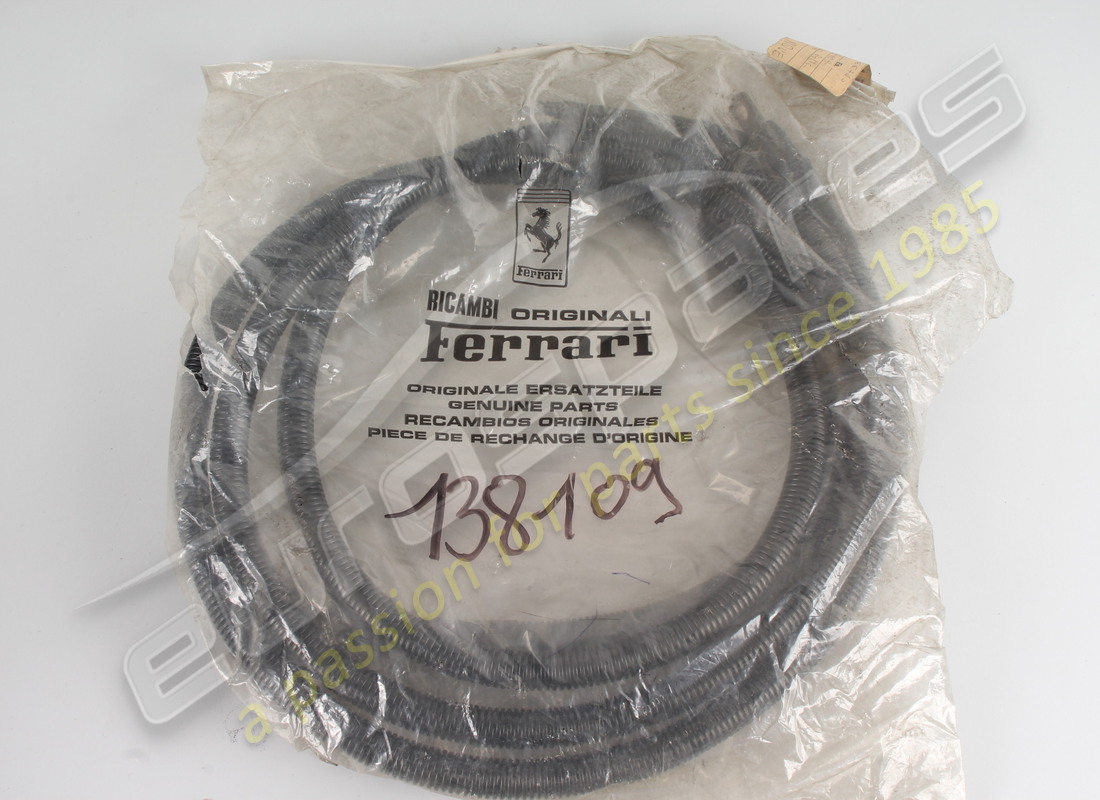 Ferrari
RICAMBI ORIGINALI
Ferrari
ORIGINALE ERSATZTEILE
GENUINE PARTS
RECAMBIOS ORIGINALES
PIECE DE RECHANGE D'ORIGINE
138109
eurospares
a passion for parts since 1985